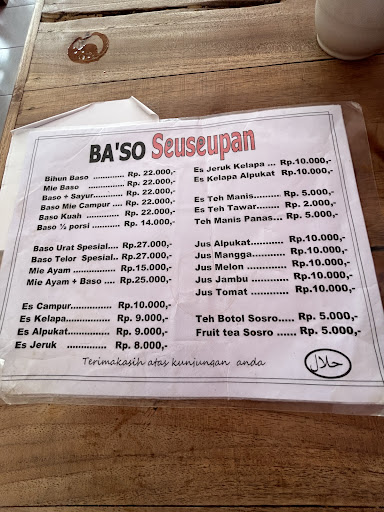 BA'SO Seuseupan
Bihun Baso .............. Rp. 22.000,-
Mie Baso .............. Rp. 22.000,-
Baso + Sayur............ Rp. 22.000,-
Baso Mie Campur .... Rp. 22.000,-
Baso Kuah ............ Rp. 22.000,-
Baso ½ porsi ........... Rp. 14.000,-
Baso Urat Spesial.... Rp.27.000,-
Baso Telor Spesial.. Rp.27.000,-
Mie Ayam ............... Rp.15.000,-
Mie Ayam + Baso .... Rp.25.000,-
Es Campur...............Rp.10.000,-
Es Kelapa............... Rp. 9.000,-
Es Alpukat.............. Rp. 9.000,-
Es Jeruk ............... Rp. 8.000,-
Es Jeruk Kelapa ... Rp.10.000,-
Es Kelapa Alpukat Rp.10.000,-
Es Teh Manis......... Rp. 5.000,-
Es Teh Tawar......... Rp. 2.000,-
Teh Manis Panas... Rp. 5.000,-
Jus Alpukat............Rp.10.000,-
Jus Mangga............Rp.10.000,-
Jus Melon ............. Rp.10.000,-
Jus Jambu ............. Rp.10.000,-
Jus Tomat .............. Rp.10.000,-
Teh Botol Sosro..... Rp. 5.000,-
Fruit tea Sosro ...... Rp. 5.000,-
Terimakasih atas kunjungan anda
حلال